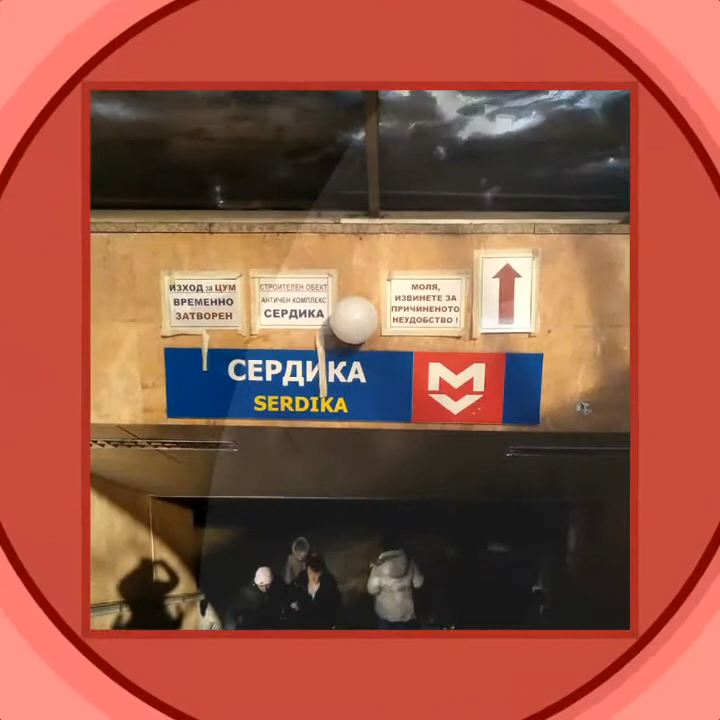 ИЗХОД за ЦУМ
ВРЕМЕННО
ЗАТВОРЕН
СТРОИТЕЛЕН ОБЕКТ
АНТИЧЕН КОМПЛЕКС
СЕРДИКА
МОЛЯ,
ИЗВИНЕТЕ ЗА
ПРИЧИНЕНОТО
НЕУДОБСТВО !
СЕРДИКА
SERDIKA